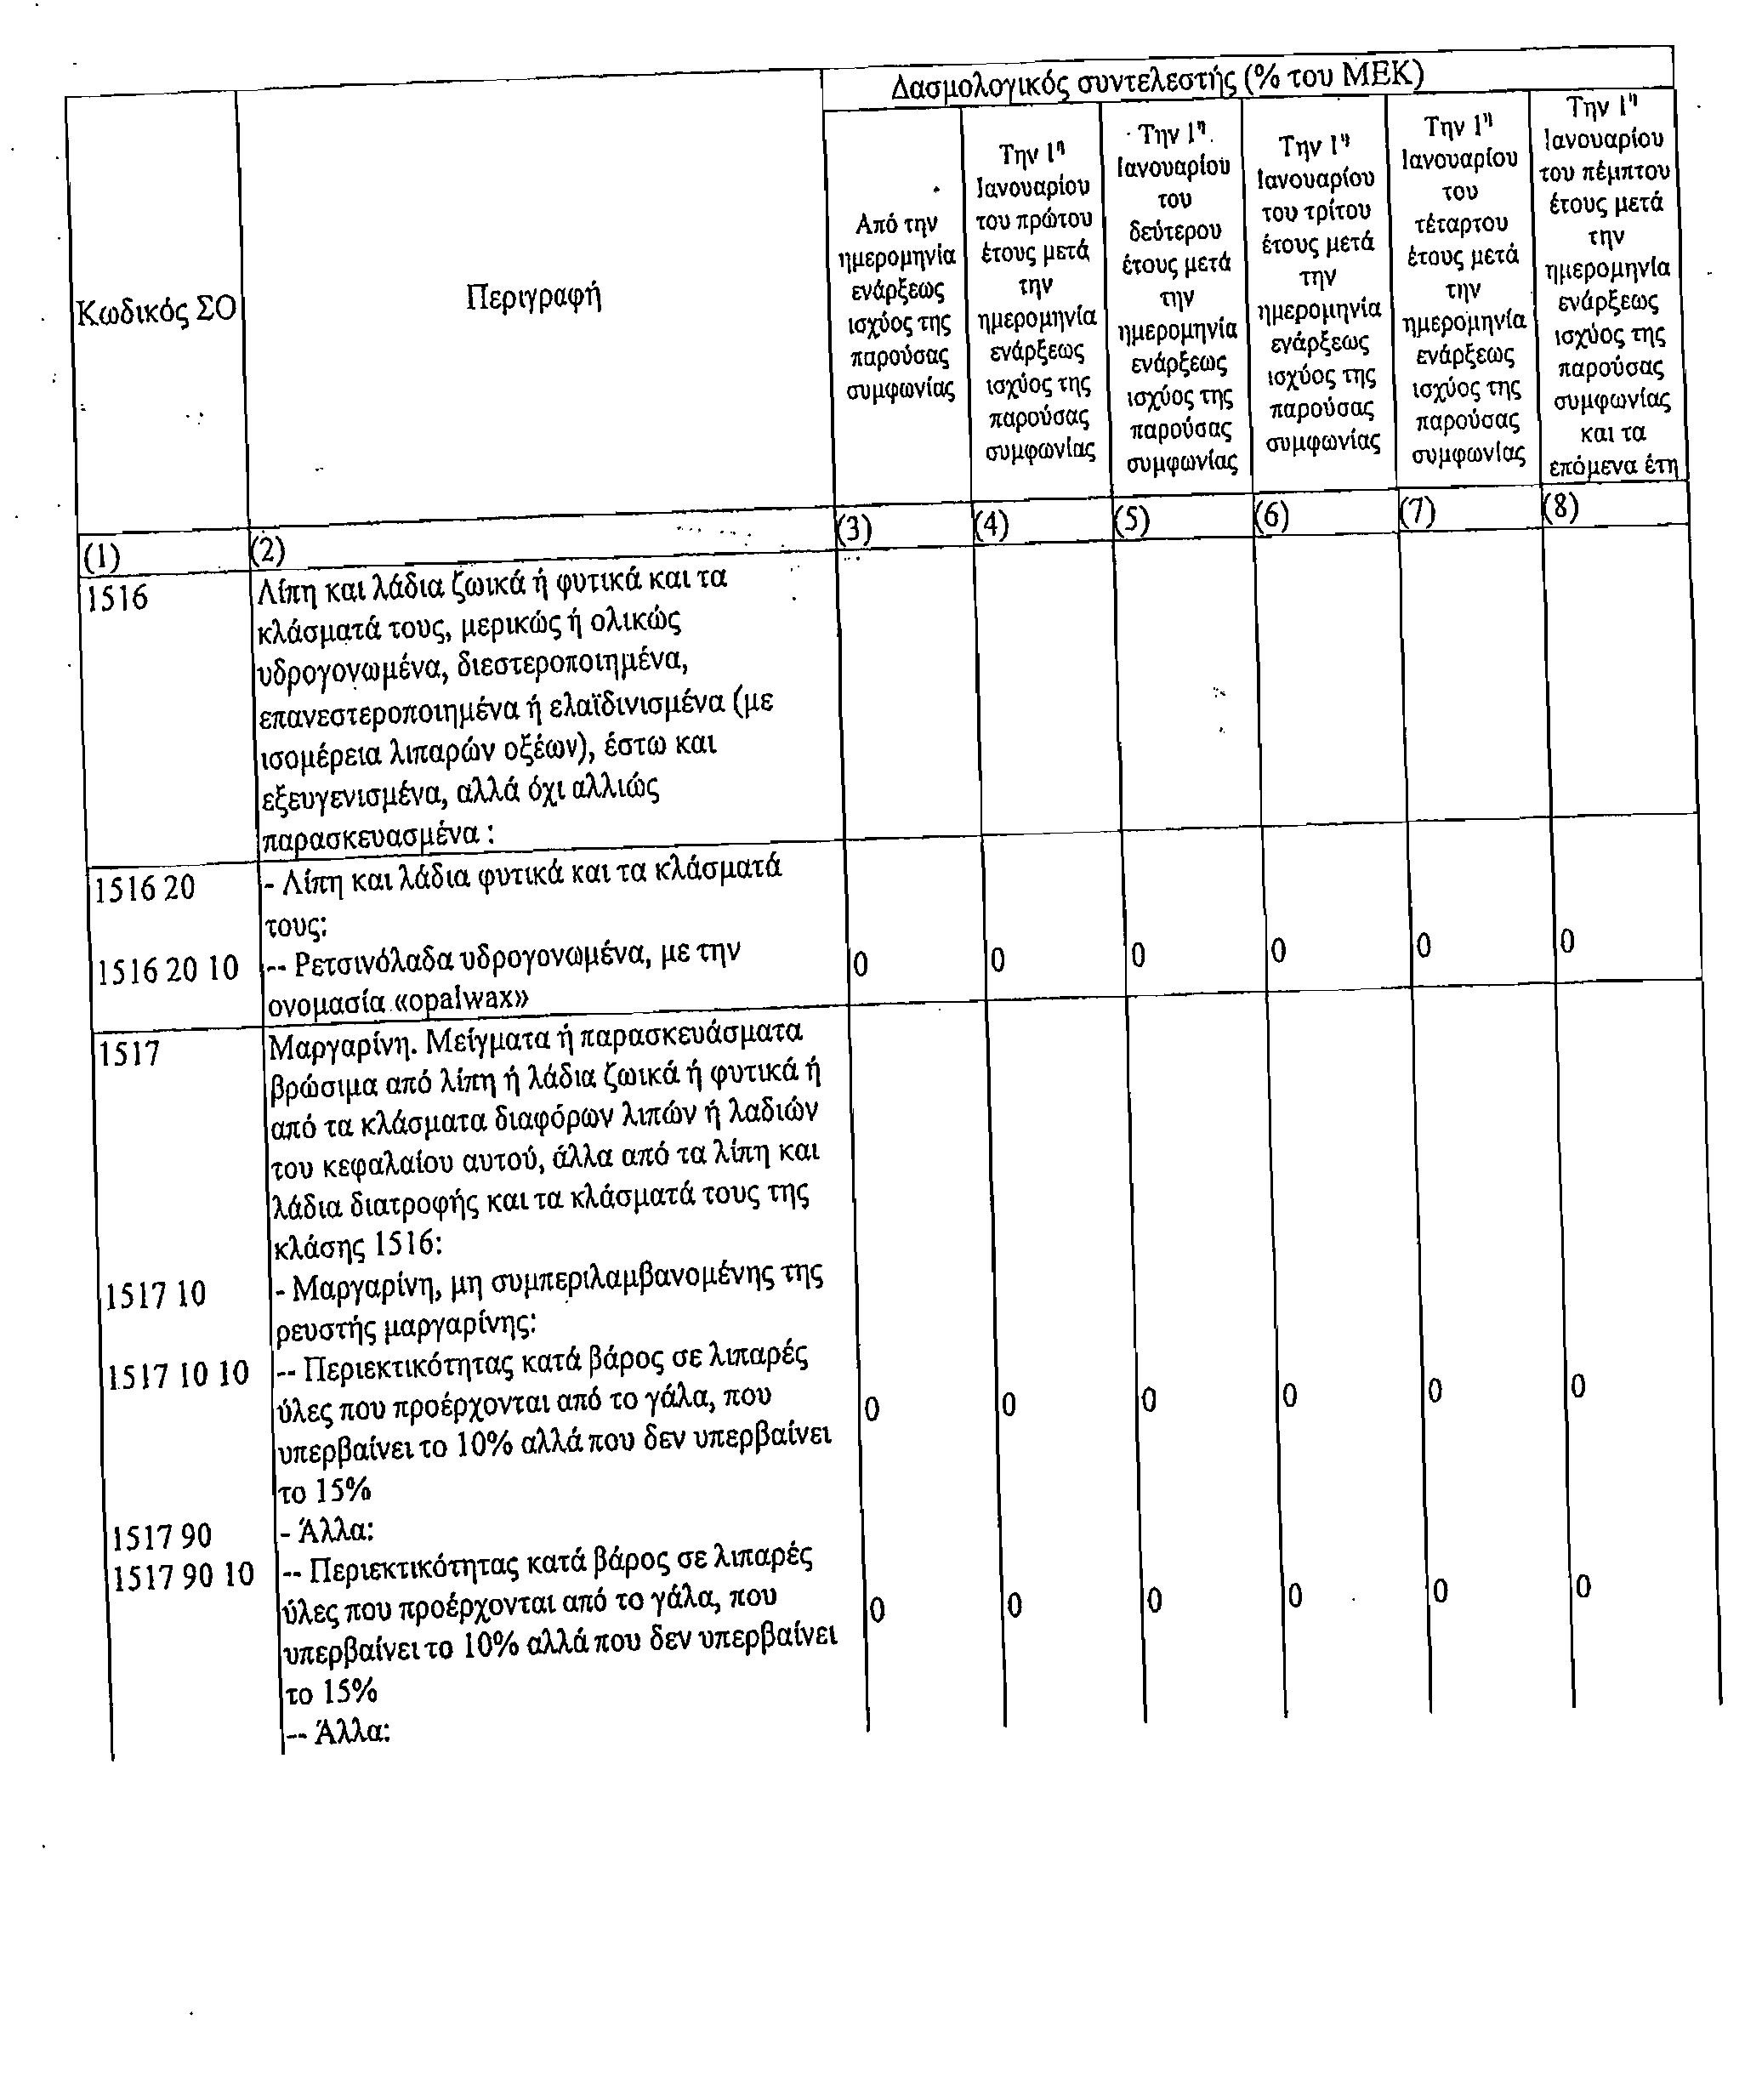 Δασμολογικός συντελεστής (% του ΜΕΚ)
Κωδικός ΣΟ
Περιγραφή
Από την
ημερομηνία
ενάρξεως
ισχύος της
παρούσας
συμφωνίας
Την 1η
Ιανουαρίου
του πρώτου
έτους μετά
την
ημερομηνία
ενάρξεως
ισχύος της
παρούσας
συμφωνίας
Την 1η
Ιανουαρίου
του
δεύτερου
έτους μετά
την
ημερομηνία
ενάρξεως
ισχύος της
παρούσας
συμφωνίας
Την 1η
Ιανουαρίου
του τρίτου
έτους μετά
την
ημερομηνία
ενάρξεως
ισχύος της
παρούσας
συμφωνίας
Την 1η
Ιανουαρίου
του
τέταρτου
έτους μετά
την
ημερομηνία
ενάρξεως
ισχύος της
παρούσας
συμφωνίας
Την 1η
Ιανουαρίου
του πέμπτου
έτους μετά
την
ημερομηνία
ενάρξεως
ισχύος της
παρούσας
συμφωνίας
και τα
επόμενα έτη
(1) (2) (3) (4) (5) (6) (7) (8)
1516 Λίπη και λάδια ζωικά ή φυτικά και τα
κλάσματά τους, μερικώς ή ολικώς
υδρογονωμένα, διεστεροποιημένα,
επανεστεροποιημένα ή ελαϊδινισμένα (με
ισομέρεια λιπαρών οξέων), έστω και
εξευγενισμένα, αλλά όχι αλλιώς
παρασκευασμένα :
1516 20 - Λίπη και λάδια φυτικά και τα κλάσματά
τους:
1516 20 10 -- Ρετσινόλαδα υδρογονωμένα, με την 0 0 0 0 0 0
ονομασία «opalwax»
1517 Μαργαρίνη. Μείγματα ή παρασκευάσματα
βρώσιμα από λίπη ή λάδια ζωικά ή φυτικά ή
από τα κλάσματα διαφόρων λιπών ή λαδιών
του κεφαλαίου αυτού, άλλα από τα λίπη και
λάδια διατροφής και τα κλάσματά τους της
κλάσης 1516:
1517 10 - Μαργαρίνη, μη συμπεριλαμβανομένης της
ρευστής μαργαρίνης:
1517 10 10 -- Περιεκτικότητας κατά βάρος σε λιπαρές
ύλες που προέρχονται από το γάλα, που 0 0 0 0 0 0
υπερβαίνει το 10% αλλά που δεν υπερβαίνει
το 15%
1517 90 - Άλλα:
1517 90 10 -- Περιεκτικότητας κατά βάρος σε λιπαρές
ύλες που προέρχονται από το γάλα, που 0 0 0 0 0 0
υπερβαίνει το 10% αλλά που δεν υπερβαίνει
το 15%
-- Άλλα: